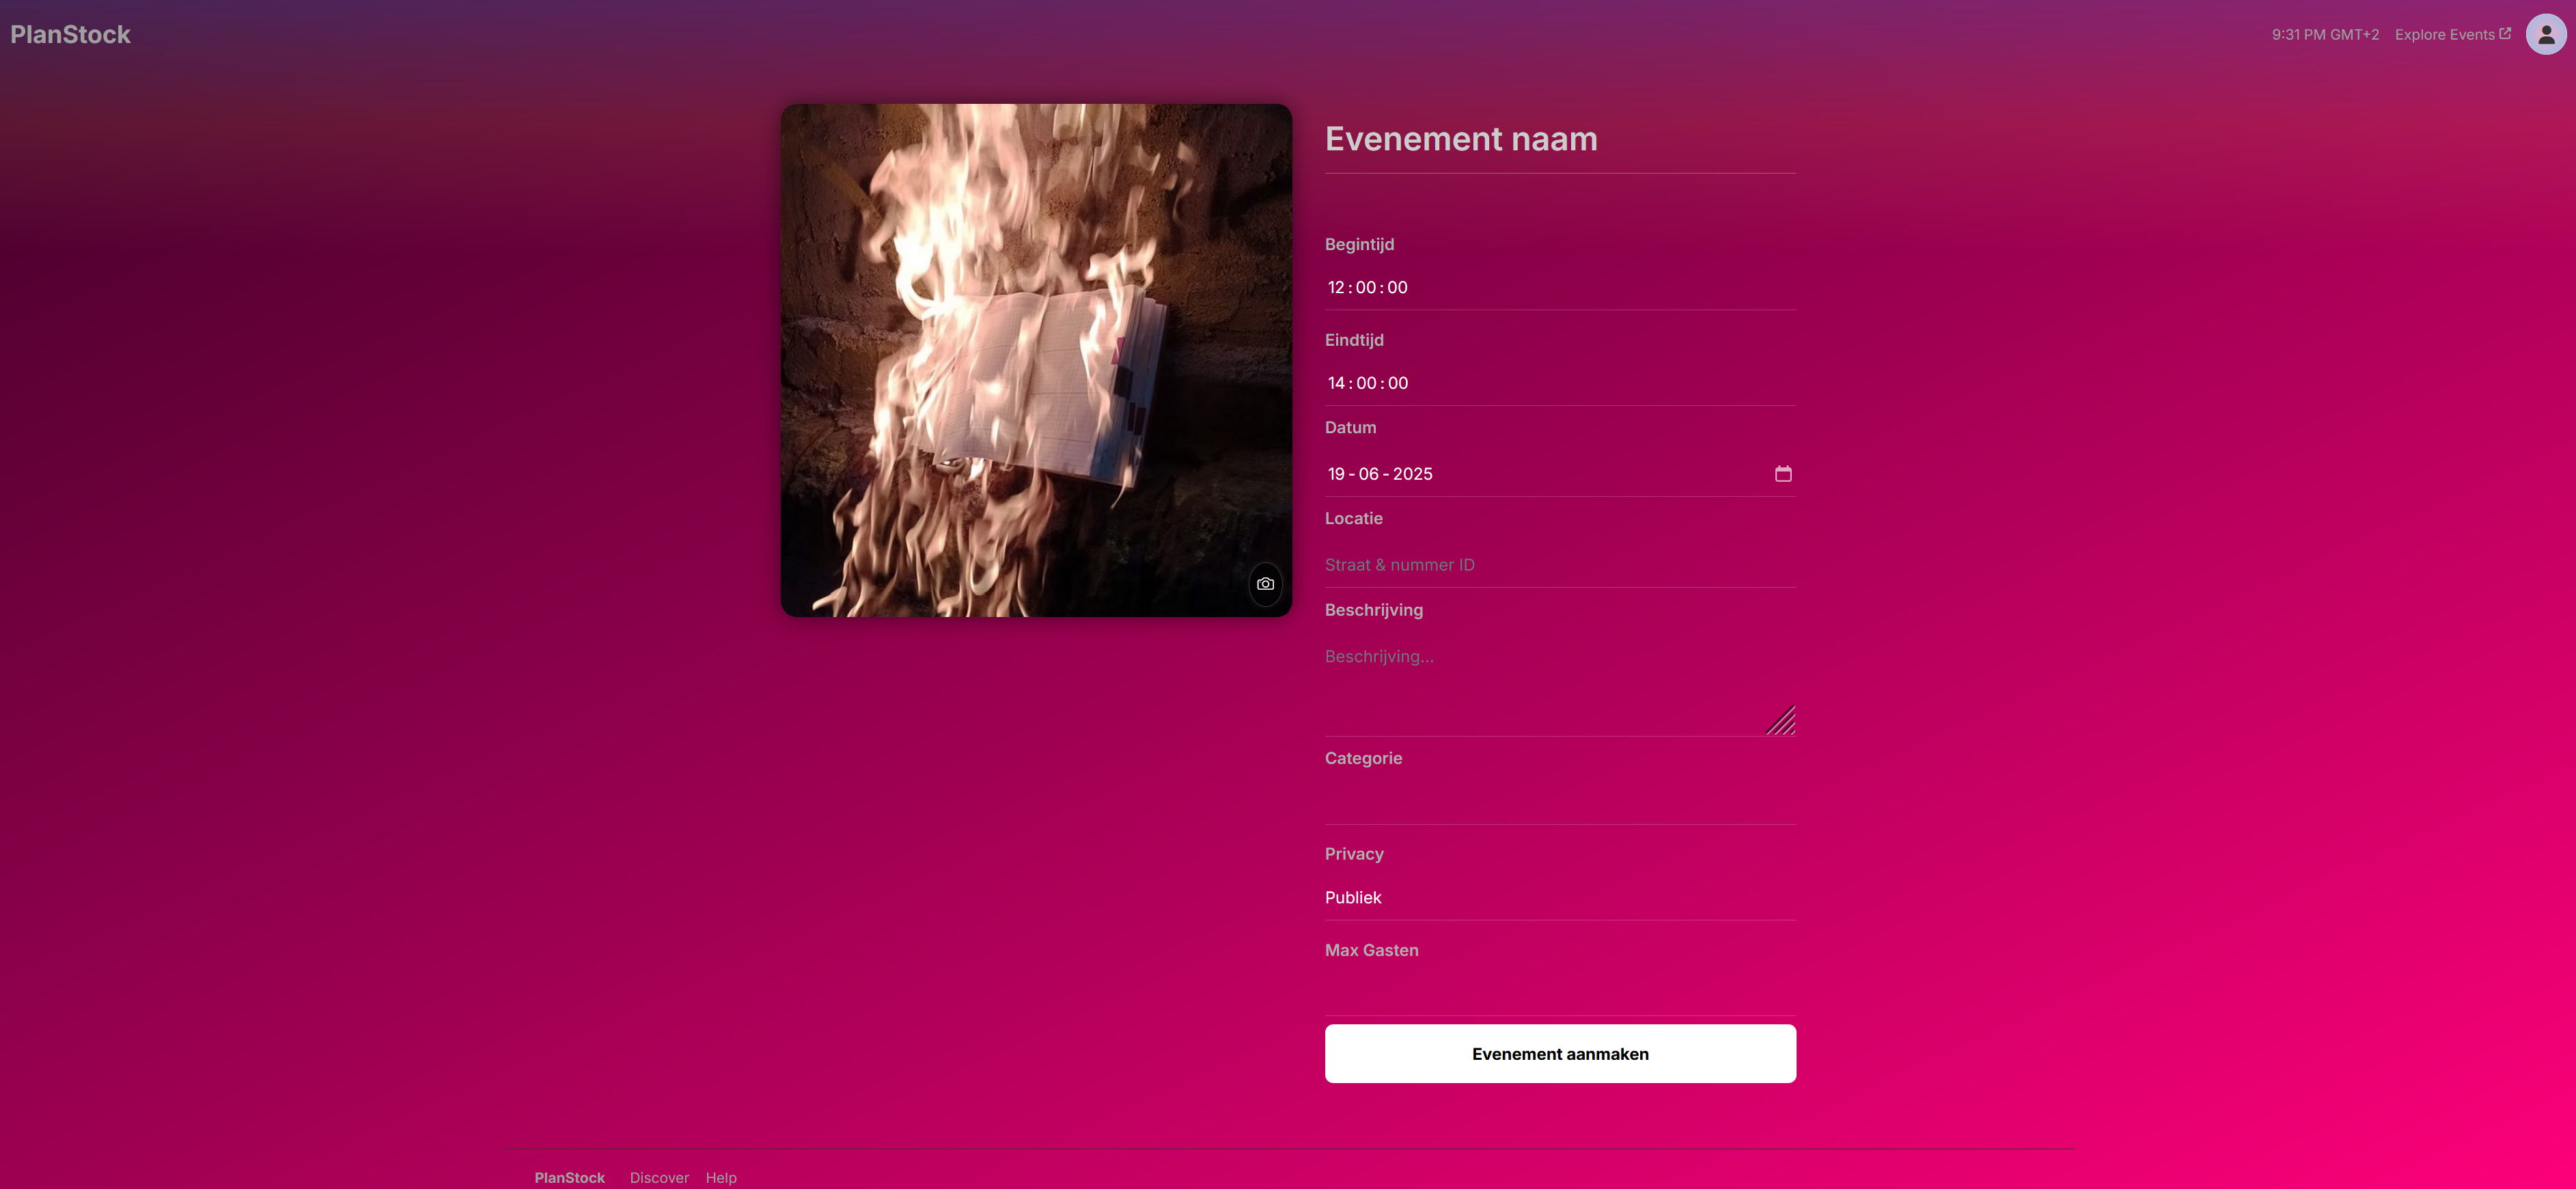 PlanStock
9:31 PM GMT+2 Explore Events
Evenement naam
Begintijd
12:00:00
Eindtijd
14:00:00
Datum
19-06-2025
Locatie
Straat & nummer ID
Beschrijving
Beschrijving...
Categorie
Privacy
Publiek
Max Gasten
Evenement aanmaken
PlanStock Discover Help